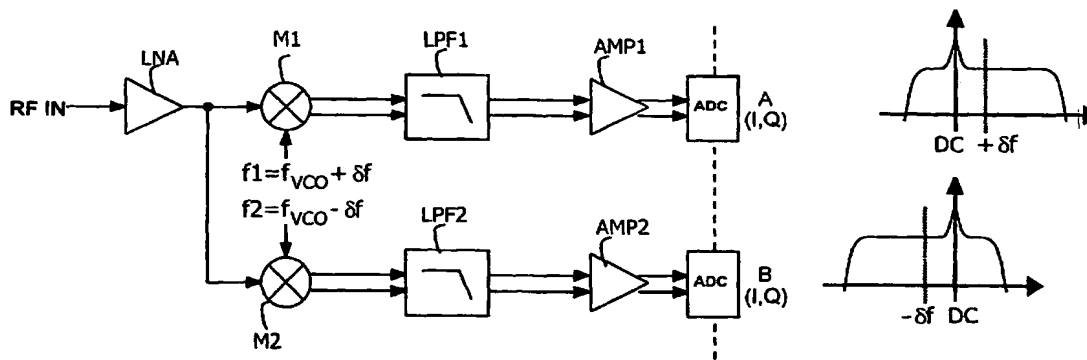 M1
LPF1
AMP1
LNA
RF IN
ADC
A
(I,Q)
DC +δf
f1=fVCO+δf
f2=fVCO-δf
LPF2
AMP2
ADC
B
(I,Q)
-δf DC
M2